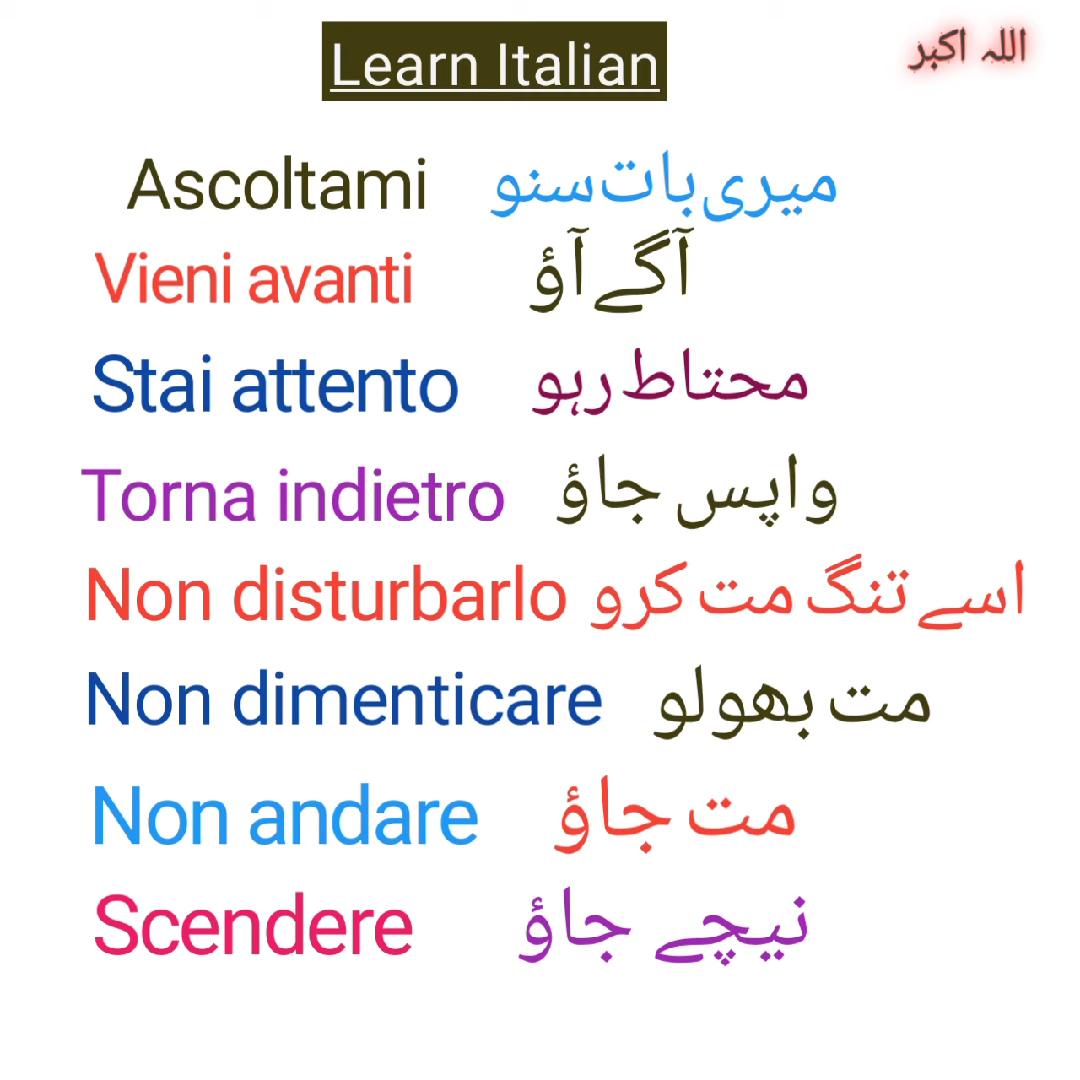 Learn Italian
اللہ اکبر
Ascoltami میری بات سنو
Vieni avanti آگے آؤ
Stai attento محتاط رہو
Torna indietro واپس جاؤ
Non disturbarlo اسے تنگ مت کرو
Non dimenticare مت بھولو
Non andare مت جاؤ
Scendere نیچے جاؤ